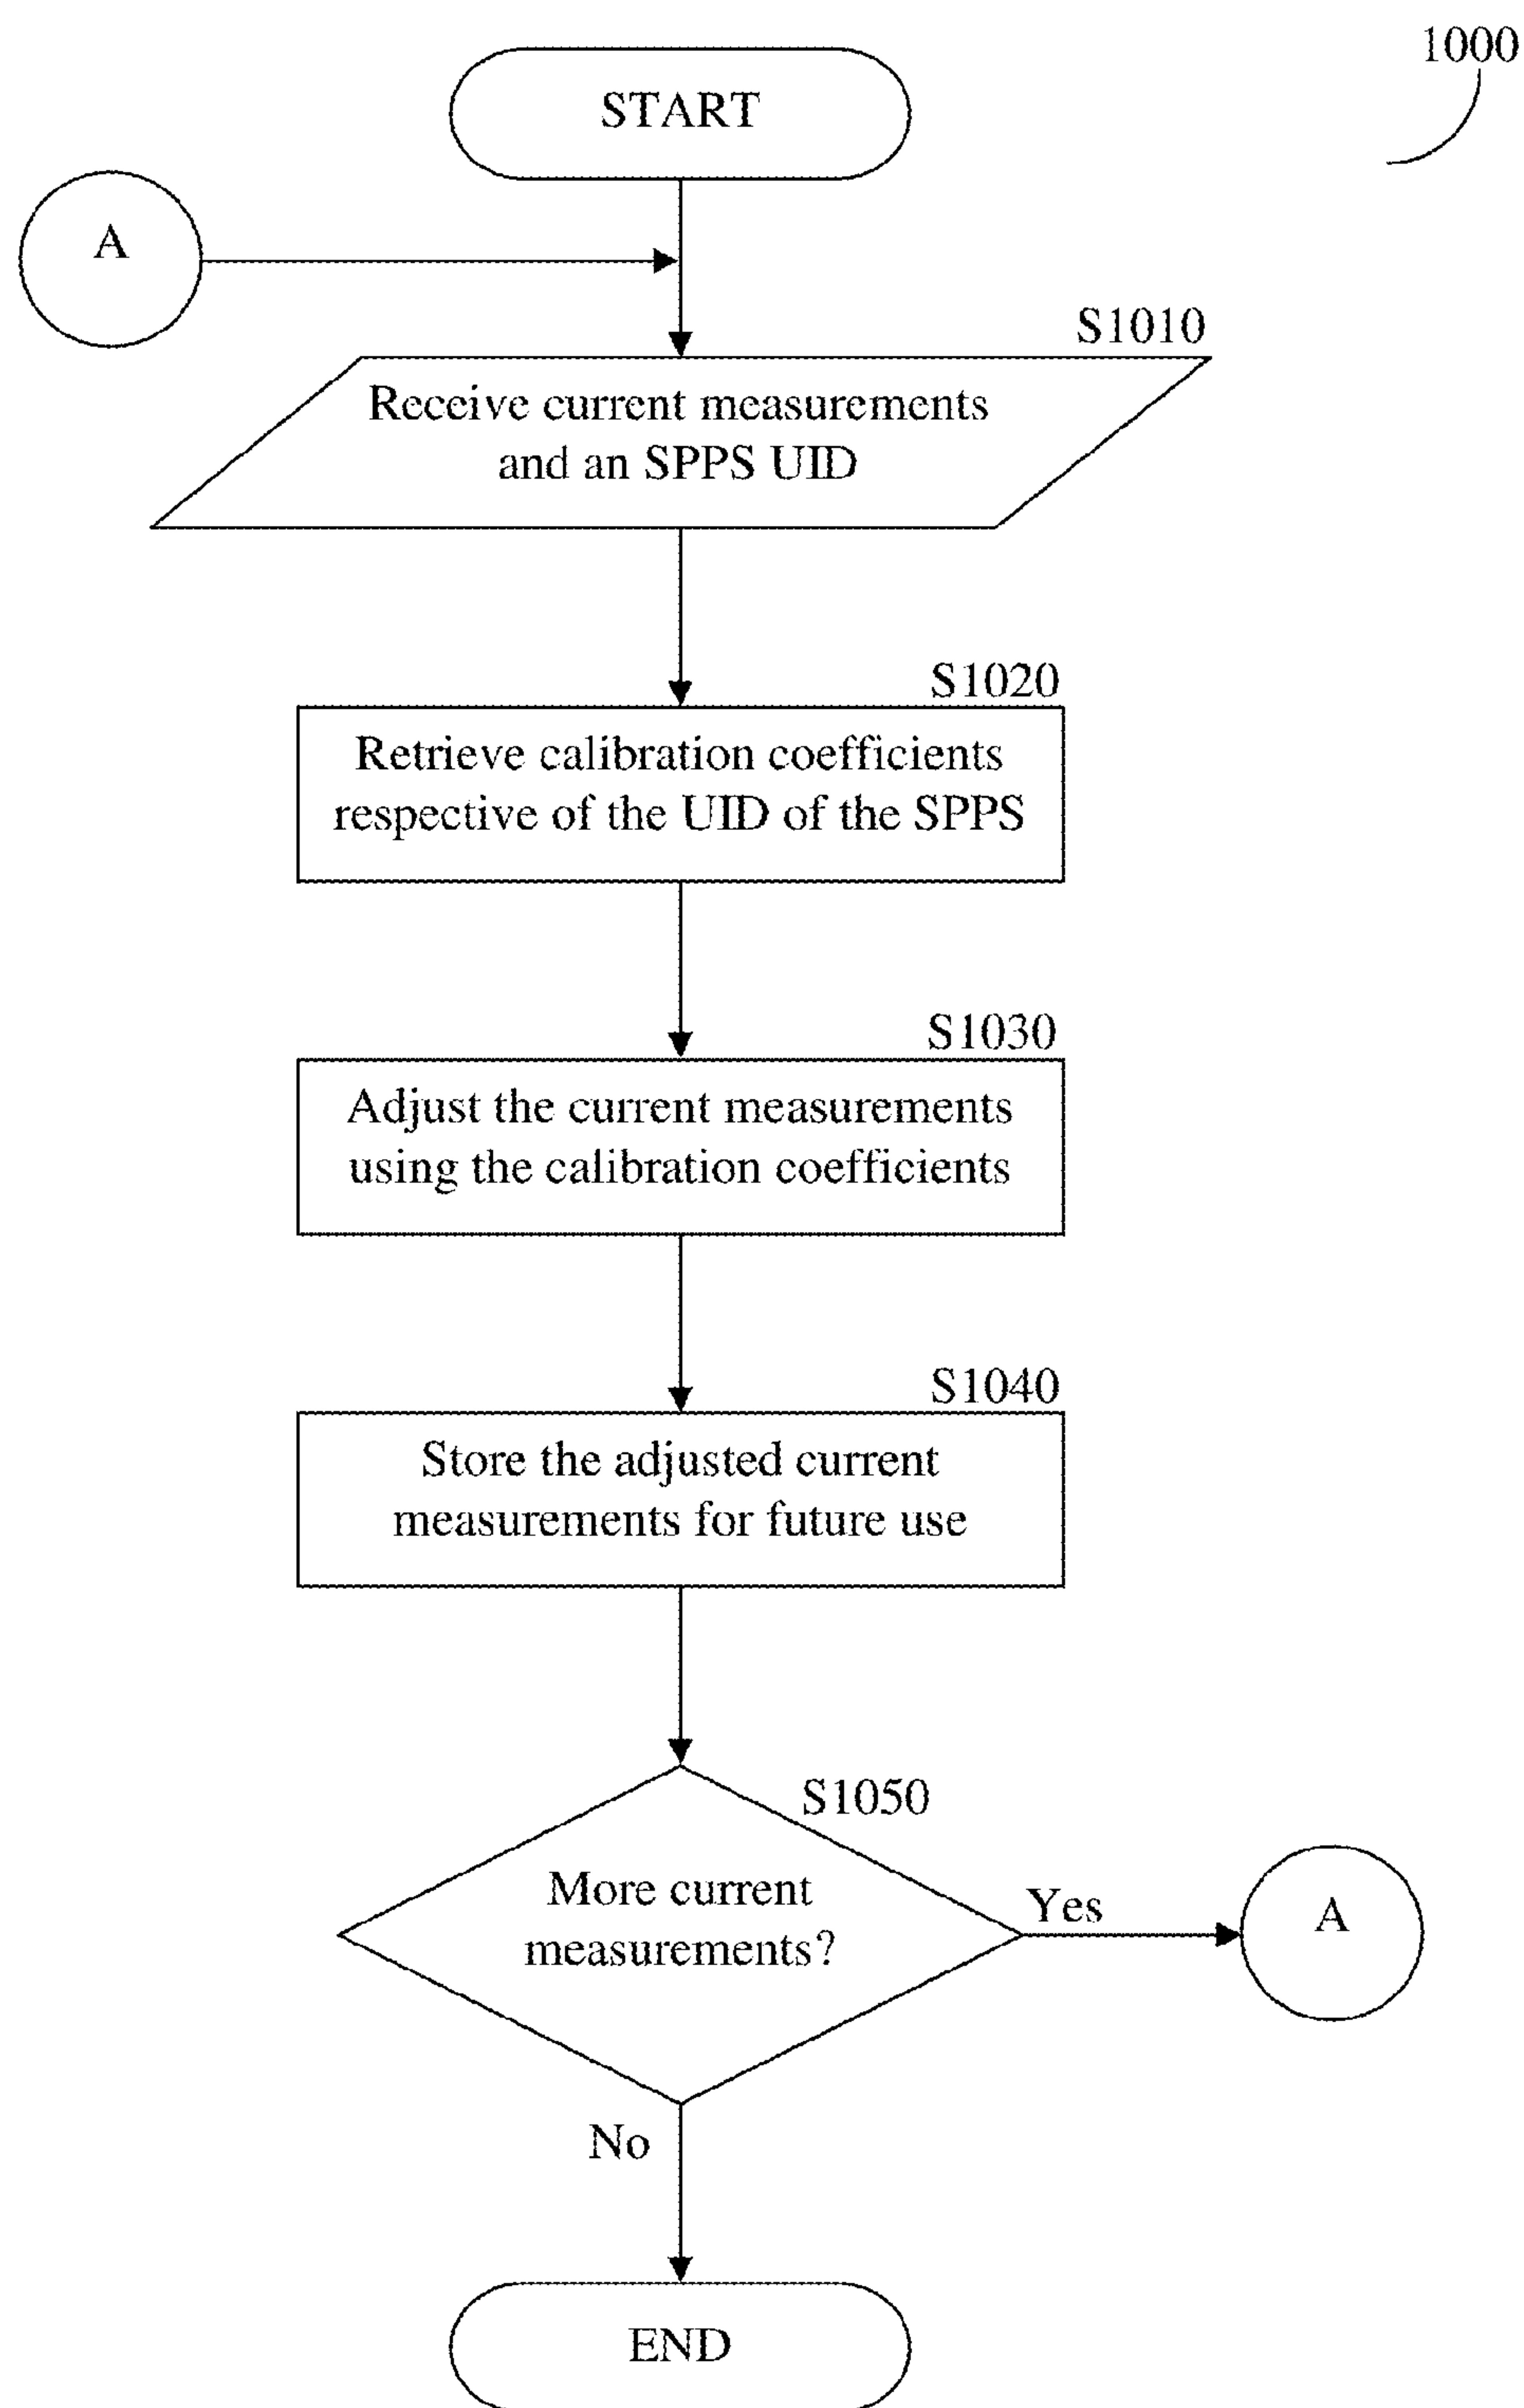 1000
START
A
S1010
Receive current measurements
and an SPPS UID
S1020
Retrieve calibration coefficients
respective of the UID of the SPPS
S1030
Adjust the current measurements
using the calibration coefficients
S1040
Store the adjusted current
measurements for future use
S1050
More current
measurements?
Yes
A
No
END